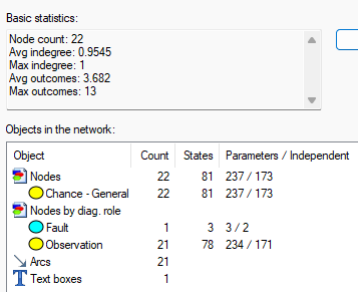 Basic statistics:
Node count: 22
Avg indegree: 0.9545
Max indegree: 1
Avg outcomes: 3.682
Max outcomes: 13
Objects in the network:
Object Count States Parameters / Independent
Nodes 22 81 237 / 173
Chance - General 22 81 237 / 173
Nodes by diag. role
Fault 1 3 3 / 2
Observation 21 78 234 / 171
Arcs 21
Text boxes 1